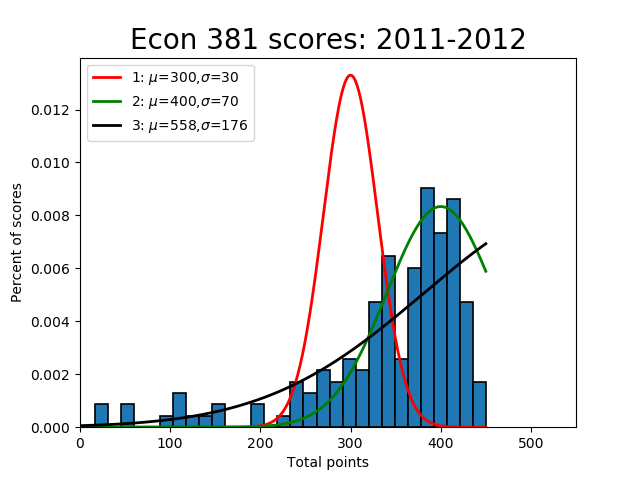 Econ 381 scores: 2011-2012
1: μ=300,σ=30
2: μ=400,σ=70
3: μ=558,σ=176
Percent of scores
0.012
0.010
0.008
0.006
0.004
0.002
0.000
0 100 200 300 400 500
Total points